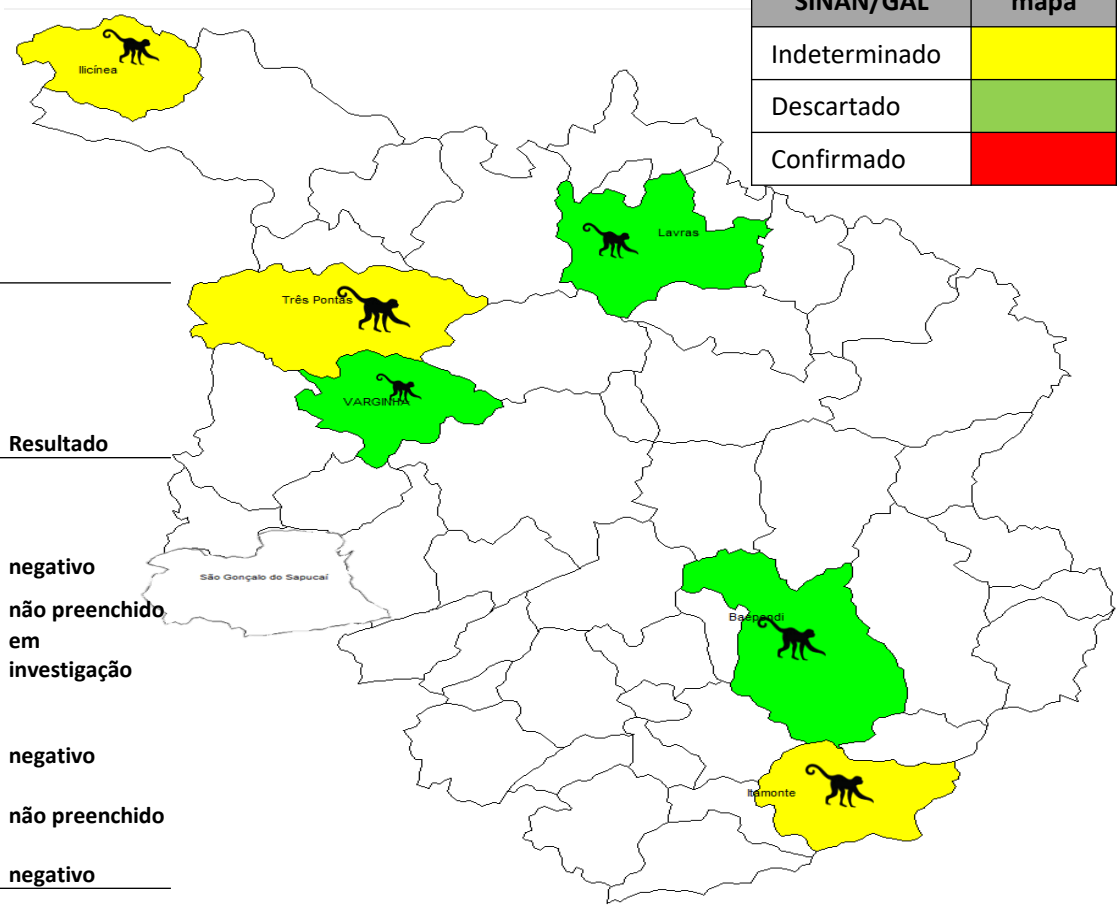 SINAN/GAL mapa
Indeterminado
Descartado
Confirmado
Ilicínea
Lavras
Três Pontas
VARGINHA
Resultado
negativo
São Gonçalo do Sapucaí
não preenchido
em
investigação
Baependi
negativo
Itamonte
não preenchido
negativo